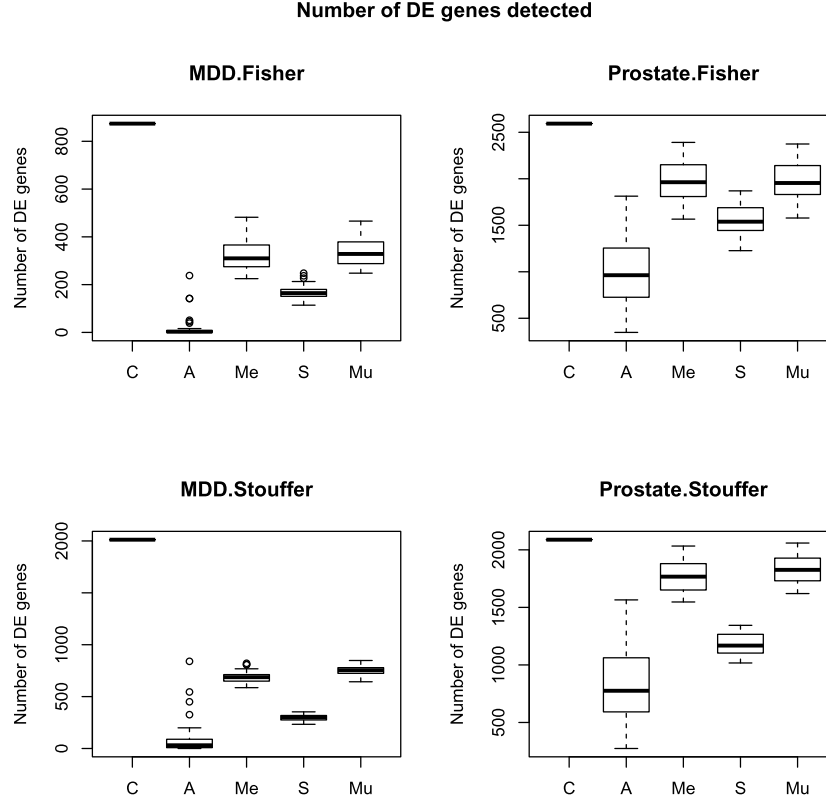 Number of DE genes detected
MDD.Fisher
Prostate.Fisher
Number of DE genes
800
600
400
200
0
C A Me S Mu
Number of DE genes
2500
1500
500
C A Me S Mu
MDD.Stouffer
Prostate.Stouffer
Number of DE genes
2000
1000
500
0
C A Me S Mu
Number of DE genes
2000
1500
1000
500
C A Me S Mu